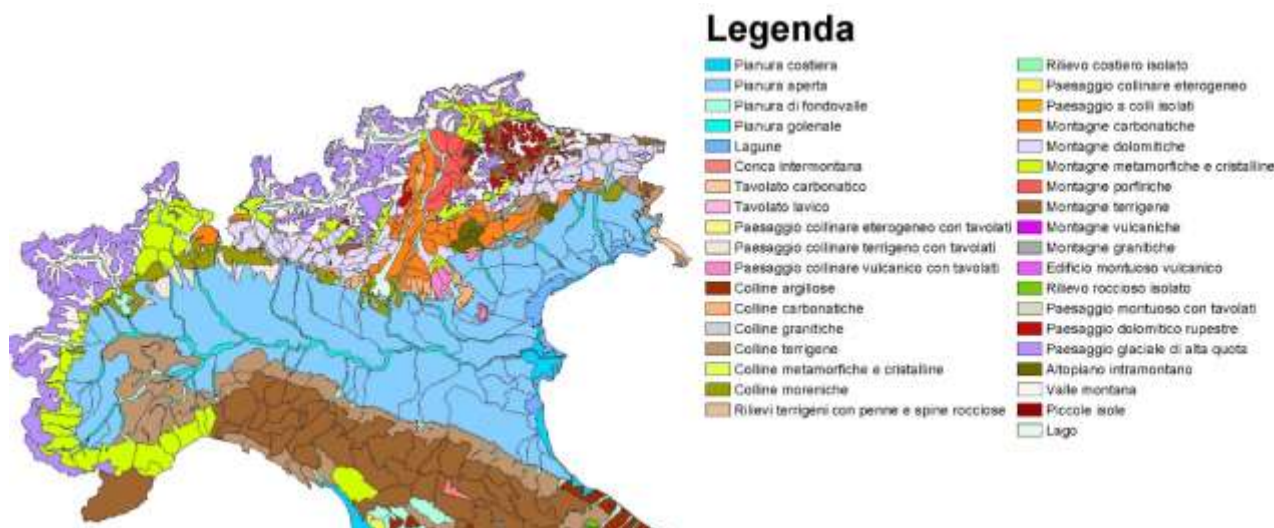 Legenda
Pianura costiera
Pianura aperta
Pianura di fondovalle
Pianura golenale
Lagune
Conca intermontana
Tavolato carbonatico
Tavolato lavico
Paesaggio collinare eterogeneo con tavolati
Paesaggio collinare terrigeno con tavolati
Paesaggio collinare vulcanico con tavolati
Colline argillose
Colline carbonatiche
Colline granitiche
Colline terrigene
Colline metamorfiche e cristalline
Colline moreniche
Rilievi terrigeni con penne e spine rocciose
Rilievo costiero isolato
Paesaggio collinare eterogeneo
Paesaggio a colli isolati
Montagne carbonatiche
Montagne dolomitiche
Montagne metamorfiche e cristalline
Montagne porfiriche
Montagne terrigene
Montagne vulcaniche
Montagne granitiche
Edificio montuoso vulcanico
Rilievo roccioso isolato
Paesaggio montuoso con tavolati
Paesaggio dolomitico rupestre
Paesaggio glaciale di alta quota
Altopiano intramontano
Valle montana
Piccole isole
Lago